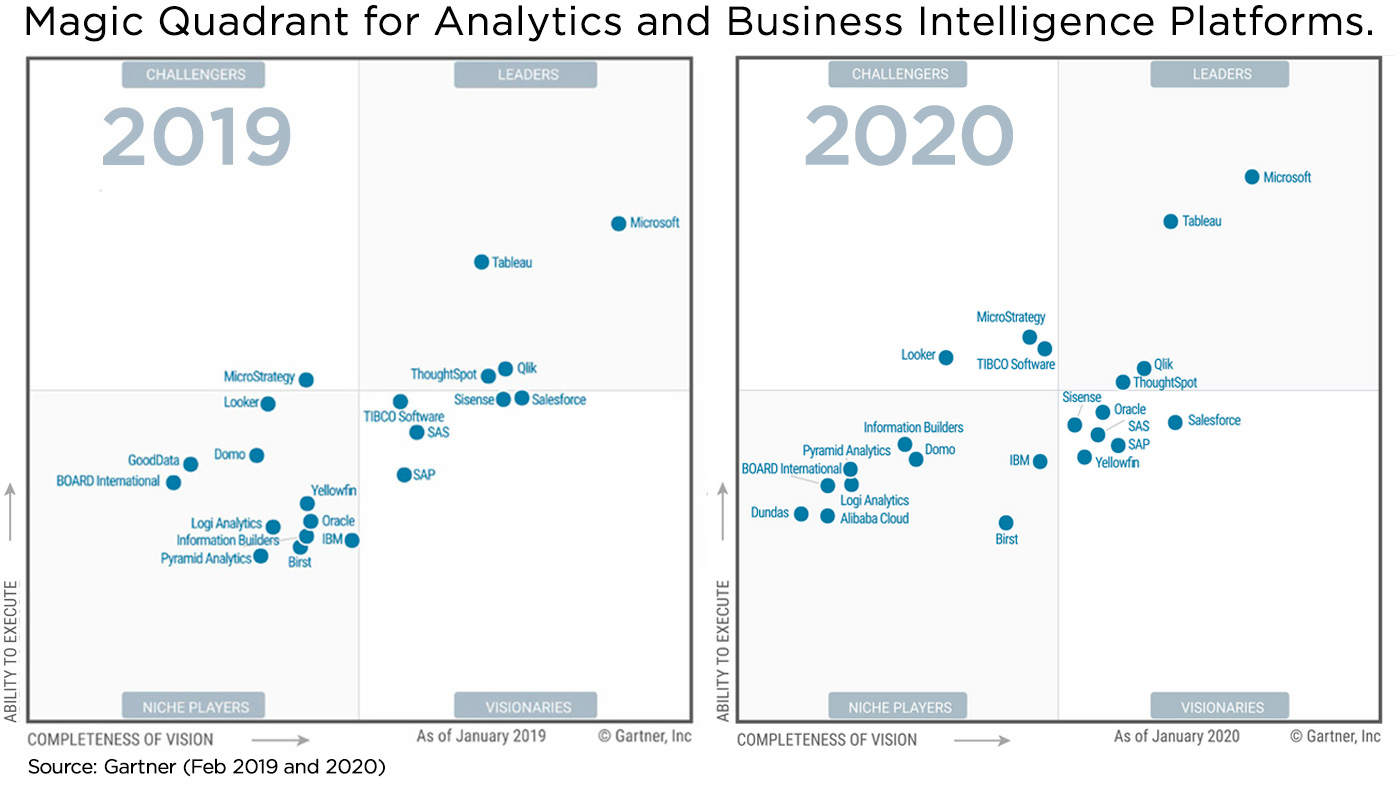 Magic Quadrant for Analytics and Business Intelligence Platforms.
CHALLENGERS
LEADERS
2019
Microsoft
Tableau
Qlik
ThoughtSpot
MicroStrategy
Looker
Sisense
Salesforce
TIBCO Software
SAS
Domo
GoodData
BOARD International
SAP
Yellowfin
Logi Analytics
Oracle
Information Builders
IBM
Pyramid Analytics
Birst
NICHE PLAYERS
VISIONARIES
ABILITY TO EXECUTE
COMPLETENESS OF VISION
As of January 2019
© Gartner, Inc
CHALLENGERS
LEADERS
2020
Microsoft
Tableau
MicroStrategy
Looker
TIBCO Software
Qlik
ThoughtSpot
Sisense
Oracle
Salesforce
SAS
Information Builders
SAP
Pyramid Analytics
Domo
IBM
Yellowfin
BOARD International
Logi Analytics
Dundas
Alibaba Cloud
Birst
NICHE PLAYERS
VISIONARIES
ABILITY TO EXECUTE
COMPLETENESS OF VISION
As of January 2020
© Gartner, Inc
Source: Gartner (Feb 2019 and 2020)